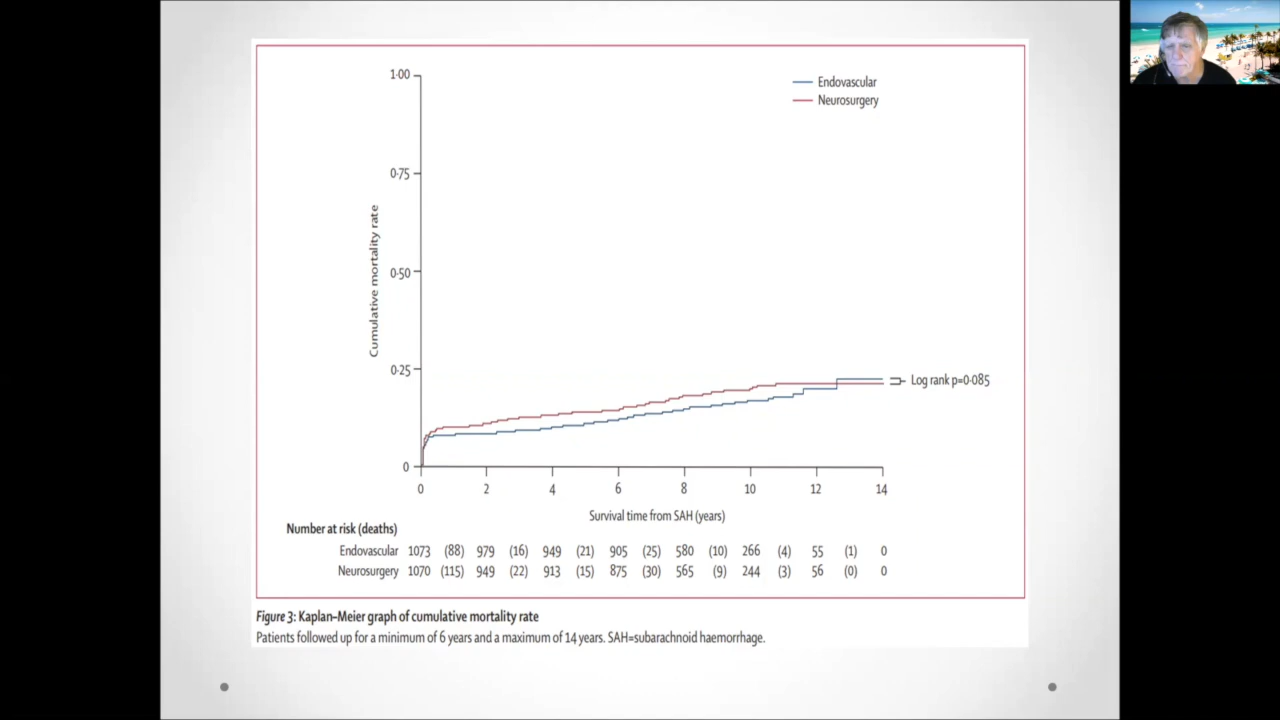 1·00
Endovascular
Neurosurgery
0·75
0·50
0·25
0
Cumulative mortality rate
Log rank p=0·085
0 2 4 6 8 10 12 14
Survival time from SAH (years)
Number at risk (deaths)
Endovascular 1073 (88) 979 (16) 949 (21) 905 (25) 580 (10) 266 (4) 55 (1) 0
Neurosurgery 1070 (115) 949 (22) 913 (15) 875 (30) 565 (9) 244 (3) 56 (0) 0
Figure 3: Kaplan–Meier graph of cumulative mortality rate
Patients followed up for a minimum of 6 years and a maximum of 14 years. SAH=subarachnoid haemorrhage.